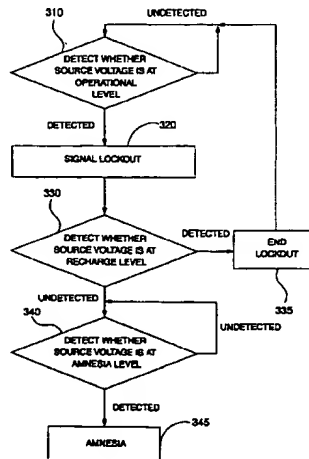 UNDETECTED
310
DETECT WHETHER
SOURCE VOLTAGE IS AT
OPERATIONAL
LEVEL
DETECTED
320
SIGNAL LOCKOUT
330
DETECT WHETHER
SOURCE VOLTAGE IS AT
RECHARGE LEVEL
DETECTED
END
LOCKOUT
335
UNDETECTED
340
UNDETECTED
DETECT WHETHER
SOURCE VOLTAGE IS AT
AMNESIA LEVEL
DETECTED
345
AMNESIA